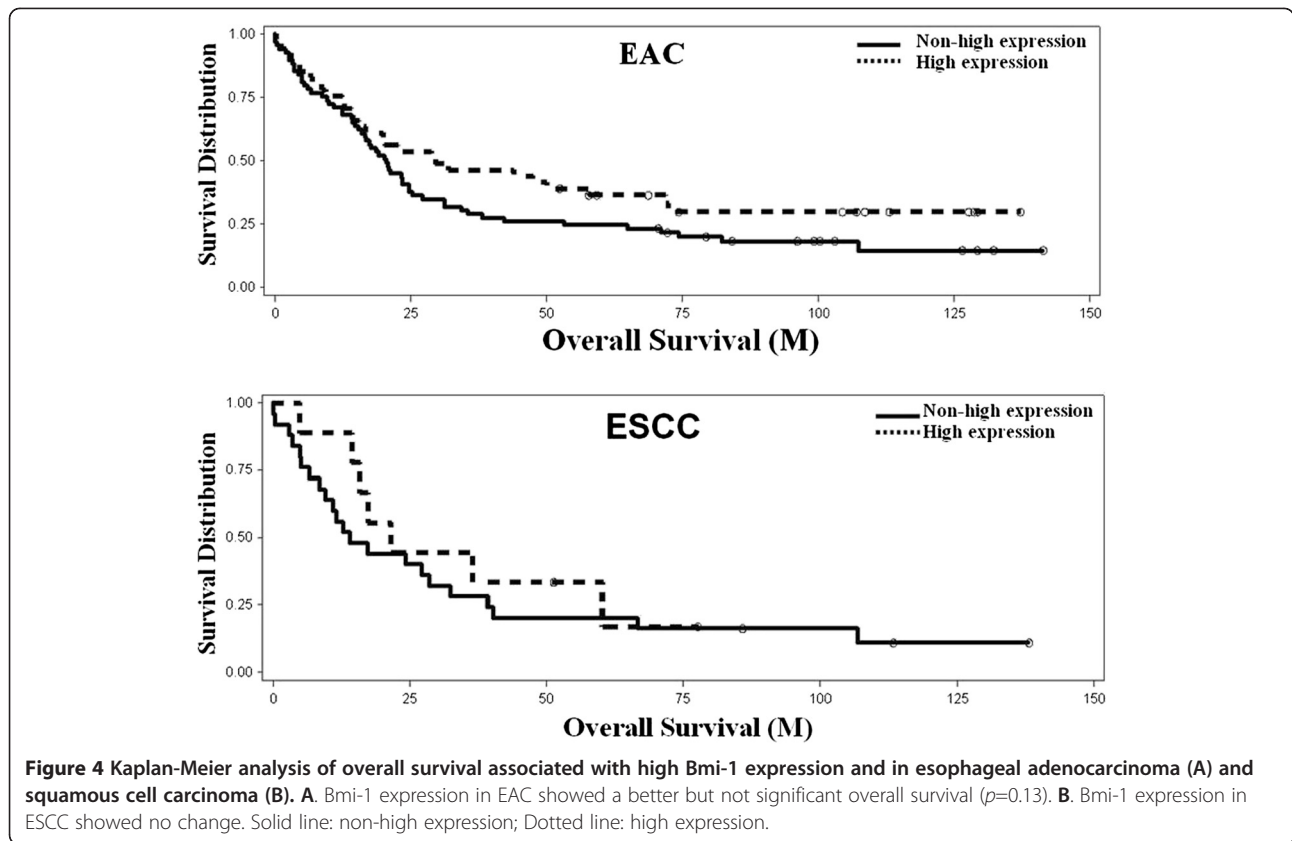 EAC
Non-high expression
High expression
Survival Distribution
1.00
0.75
0.50
0.25
0.00
0 25 50 75 100 125 150
Overall Survival (M)
ESCC
Non-high expression
High expression
Survival Distribution
1.00
0.75
0.50
0.25
0.00
0 25 50 75 100 125 150
Overall Survival (M)
Figure 4 Kaplan-Meier analysis of overall survival associated with high Bmi-1 expression and in esophageal adenocarcinoma (A) and
squamous cell carcinoma (B). A. Bmi-1 expression in EAC showed a better but not significant overall survival (p=0.13). B. Bmi-1 expression in
ESCC showed no change. Solid line: non-high expression; Dotted line: high expression.